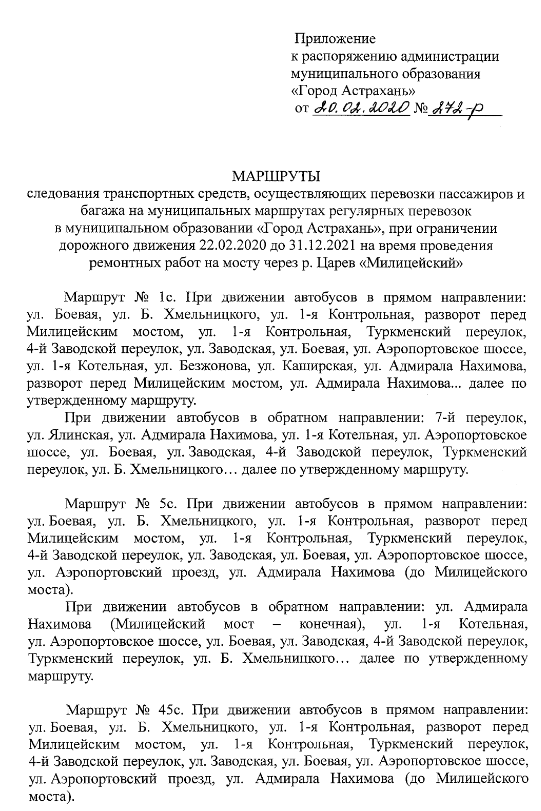 Приложение
к распоряжению администрации
муниципального образования
«Город Астрахань»
от 20.02.2020 № 272-р
МАРШРУТЫ
следования транспортных средств, осуществляющих перевозки пассажиров и
багажа на муниципальных маршрутах регулярных перевозок
в муниципальном образовании «Город Астрахань», при ограничении
дорожного движения 22.02.2020 до 31.12.2021 на время проведения
ремонтных работ на мосту через р. Царев «Милицейский»
Маршрут № 1с. При движении автобусов в прямом направлении:
ул. Боевая, ул. Б. Хмельницкого, ул. 1-я Контрольная, разворот перед
Милицейским мостом, ул. 1-я Контрольная, Туркменский переулок,
4-й Заводской переулок, ул. Заводская, ул. Боевая, ул. Аэропортовское шоссе,
ул. 1-я Котельная, ул. Безжонова, ул. Каширская, ул. Адмирала Нахимова,
разворот перед Милицейским мостом, ул. Адмирала Нахимова... далее по
утвержденному маршруту.
При движении автобусов в обратном направлении: 7-й переулок,
ул. Ялинская, ул. Адмирала Нахимова, ул. 1-я Котельная, ул. Аэропортовское
шоссе, ул. Боевая, ул. Заводская, 4-й Заводской переулок, Туркменский
переулок, ул. Б. Хмельницкого… далее по утвержденному маршруту.
Маршрут № 5с. При движении автобусов в прямом направлении:
ул. Боевая, ул. Б. Хмельницкого, ул. 1-я Контрольная, разворот перед
Милицейским мостом, ул. 1-я Контрольная, Туркменский переулок,
4-й Заводской переулок, ул. Заводская, ул. Боевая, ул. Аэропортовское шоссе,
ул. Аэропортовский проезд, ул. Адмирала Нахимова (до Милицейского
моста).
При движении автобусов в обратном направлении: ул. Адмирала
Нахимова (Милицейский мост – конечная), ул. 1-я Котельная,
ул. Аэропортовское шоссе, ул. Боевая, ул. Заводская, 4-й Заводской переулок,
Туркменский переулок, ул. Б. Хмельницкого… далее по утвержденному
маршруту.
Маршрут № 45с. При движении автобусов в прямом направлении:
ул. Боевая, ул. Б. Хмельницкого, ул. 1-я Контрольная, разворот перед
Милицейским мостом, ул. 1-я Контрольная, Туркменский переулок,
4-й Заводской переулок, ул. Заводская, ул. Боевая, ул. Аэропортовское шоссе,
ул. Аэропортовский проезд, ул. Адмирала Нахимова (до Милицейского
моста).